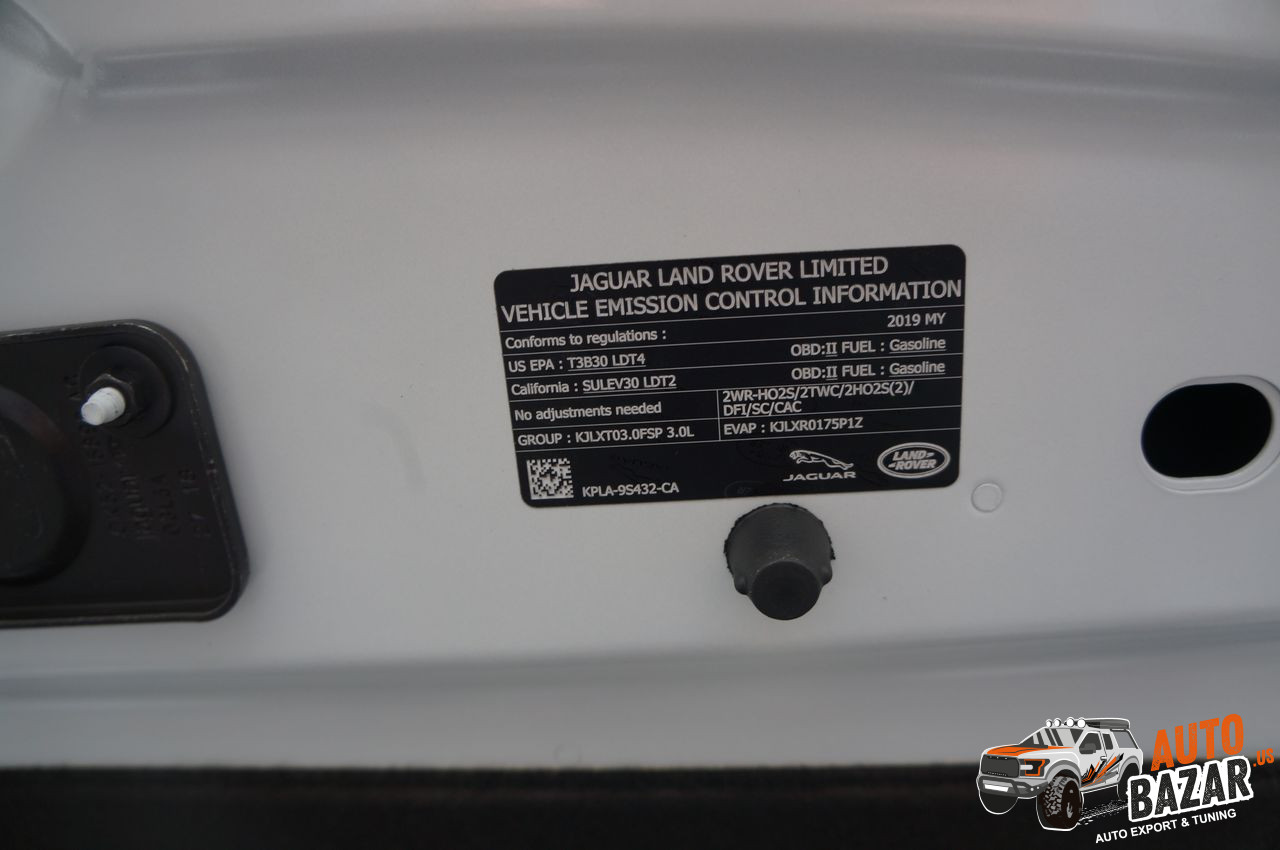 JAGUAR LAND ROVER LIMITED
VEHICLE EMISSION CONTROL INFORMATION
2019 MY
Conforms to regulations :
US EPA : T3B30 LDT4 OBD:II FUEL : Gasoline
California : SULEV30 LDT2 OBD:II FUEL : Gasoline
No adjustments needed
2WR-HO2S/2TWC/2HO2S(2)/
DFI/SC/CAC
GROUP : KJLXT03.0FSP 3.0L EVAP : KJLXR0175P1Z
KPLA-9S432-CA
JAGUAR
LAND-
ROVER
AUTO
BAZAR.us
AUTO EXPORT & TUNING